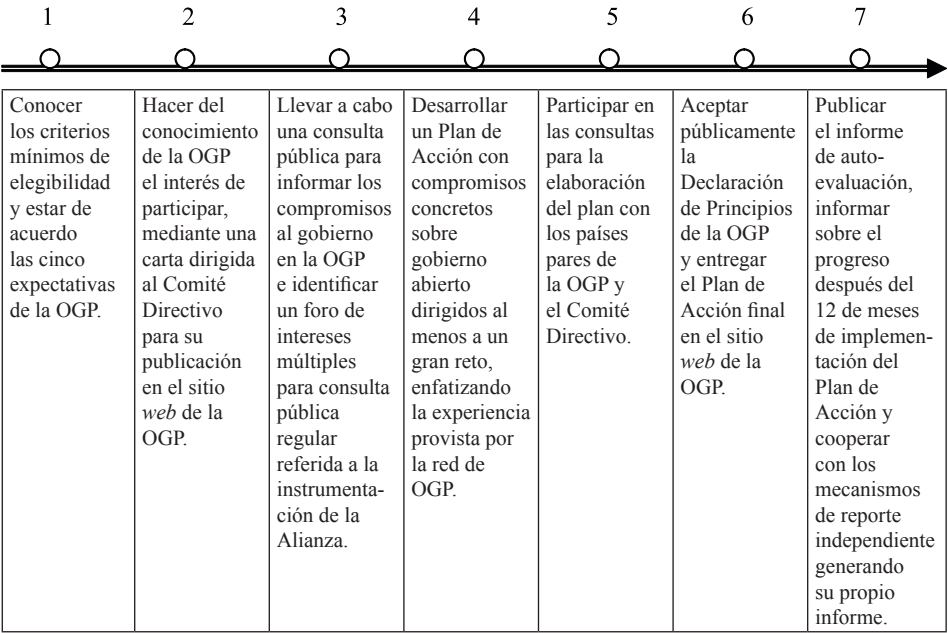 1 2 3 4 5 6 7
Conocer
los criterios
mínimos de
elegibilidad
y estar de
acuerdo
las cinco
expectativas
de la OGP.
Hacer del
conocimiento
de la OGP
el interés de
participar,
mediante una
carta dirigida
al Comité
Directivo
para su
publicación
en el sitio
web de la
OGP.
Llevar a cabo
una consulta
pública para
informar los
compromisos
al gobierno
en la OGP
e identificar
un foro de
intereses
múltiples
para consulta
pública
regular
referida a la
instrumenta-
ción de la
Alianza.
Desarrollar
un Plan de
Acción con
compromisos
concretos
sobre
gobierno
abierto
dirigidos al
menos a un
gran reto,
enfatizando
la experiencia
provista por
la red de
OGP.
Participar en
las consultas
para la
elaboración
del plan con
los países
pares de
la OGP y
el Comité
Directivo.
Aceptar
públicamente
la
Declaración
de Principios
de la OGP
y entregar
el Plan de
Acción final
en el sitio
web de la
OGP.
Publicar
el informe
de auto-
evaluación,
informar
sobre el
progreso
después del
12 de meses
de implemen-
tación del
Plan de
Acción y
cooperar
con los
mecanismos
de reporte
independiente
generando
su propio
informe.